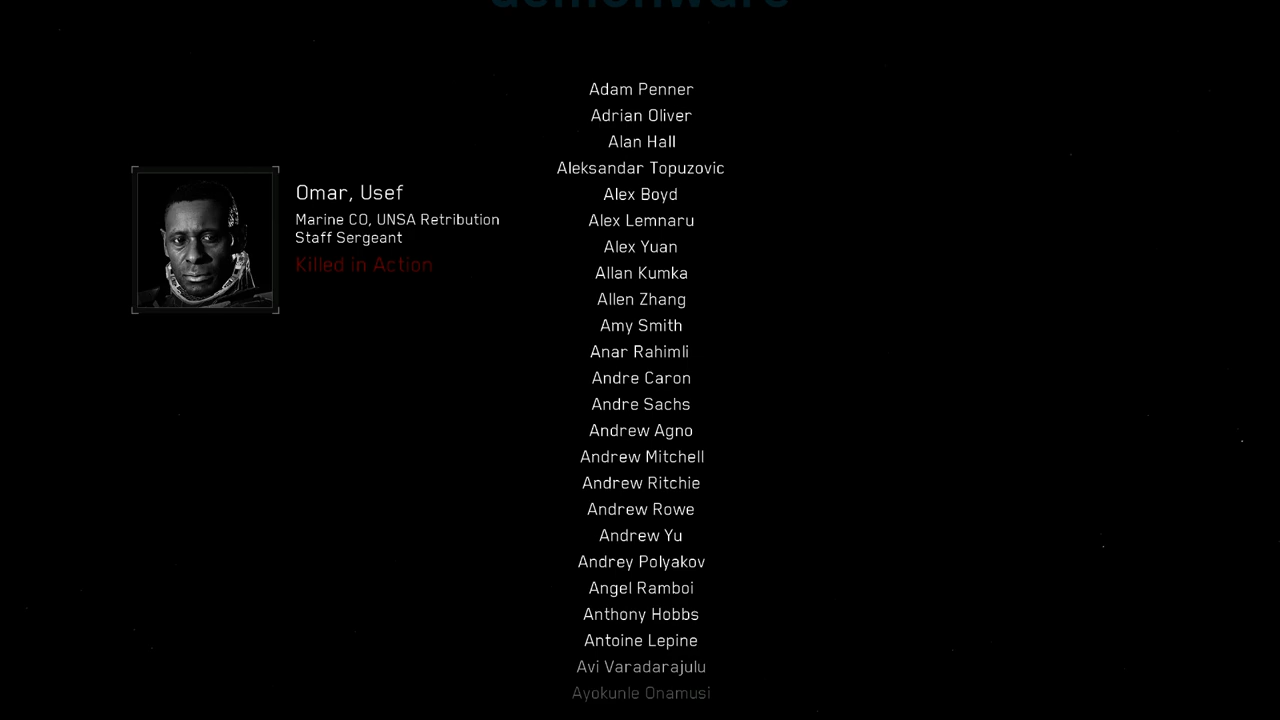 demonware
Omar, Usef
Marine CO, UNSA Retribution
Staff Sergeant
Killed in Action
Adam Penner
Adrian Oliver
Alan Hall
Aleksandar Topuzovic
Alex Boyd
Alex Lemnaru
Alex Yuan
Allan Kumka
Allen Zhang
Amy Smith
Anar Rahimli
Andre Caron
Andre Sachs
Andrew Agno
Andrew Mitchell
Andrew Ritchie
Andrew Rowe
Andrew Yu
Andrey Polyakov
Angel Ramboi
Anthony Hobbs
Antoine Lepine
Avi Varadarajulu
Ayokunle Onamusi